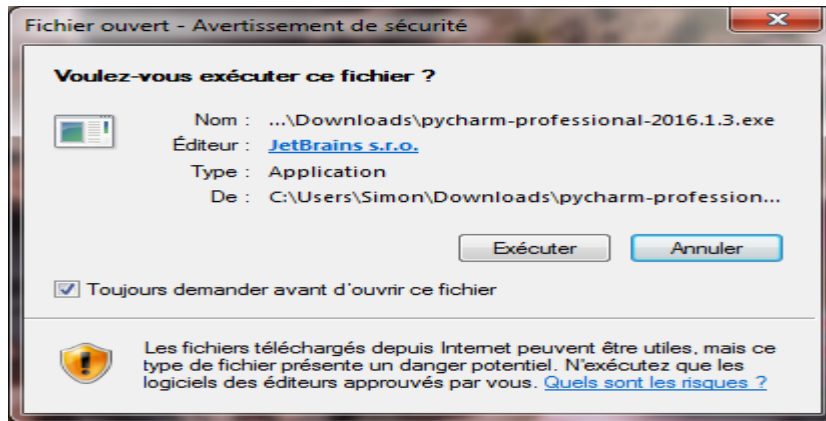 Fichier ouvert - Avertissement de sécurité
Voulez-vous exécuter ce fichier ?
Nom : ...\Downloads\pycharm-professional-2016.1.3.exe
Éditeur : JetBrains s.r.o.
Type : Application
De : C:\Users\Simon\Downloads\pycharm-profession...
Exécuter Annuler
Toujours demander avant d'ouvrir ce fichier
Les fichiers téléchargés depuis Internet peuvent être utiles, mais ce
type de fichier présente un danger potentiel. N'exécutez que les
logiciels des éditeurs approuvés par vous. Quels sont les risques ?